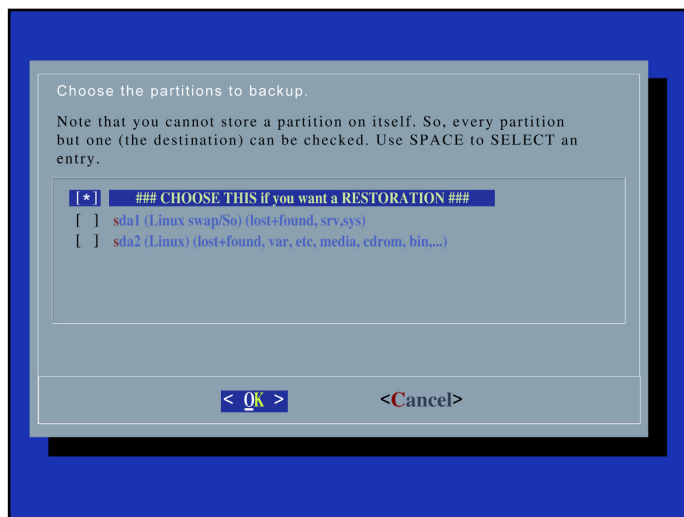 Choose the partitions to backup.
Note that you cannot store a partition on itself. So, every partition
but one (the destination) can be checked. Use SPACE to SELECT an
entry.
[*] ### CHOOSE THIS if you want a RESTORATION ###
[ ] sda1 (Linux swap/So) (lost+found, srv,sys)
[ ] sda2 (Linux) (lost+found, var, etc, media, cdrom, bin,...)
< OK > <Cancel>